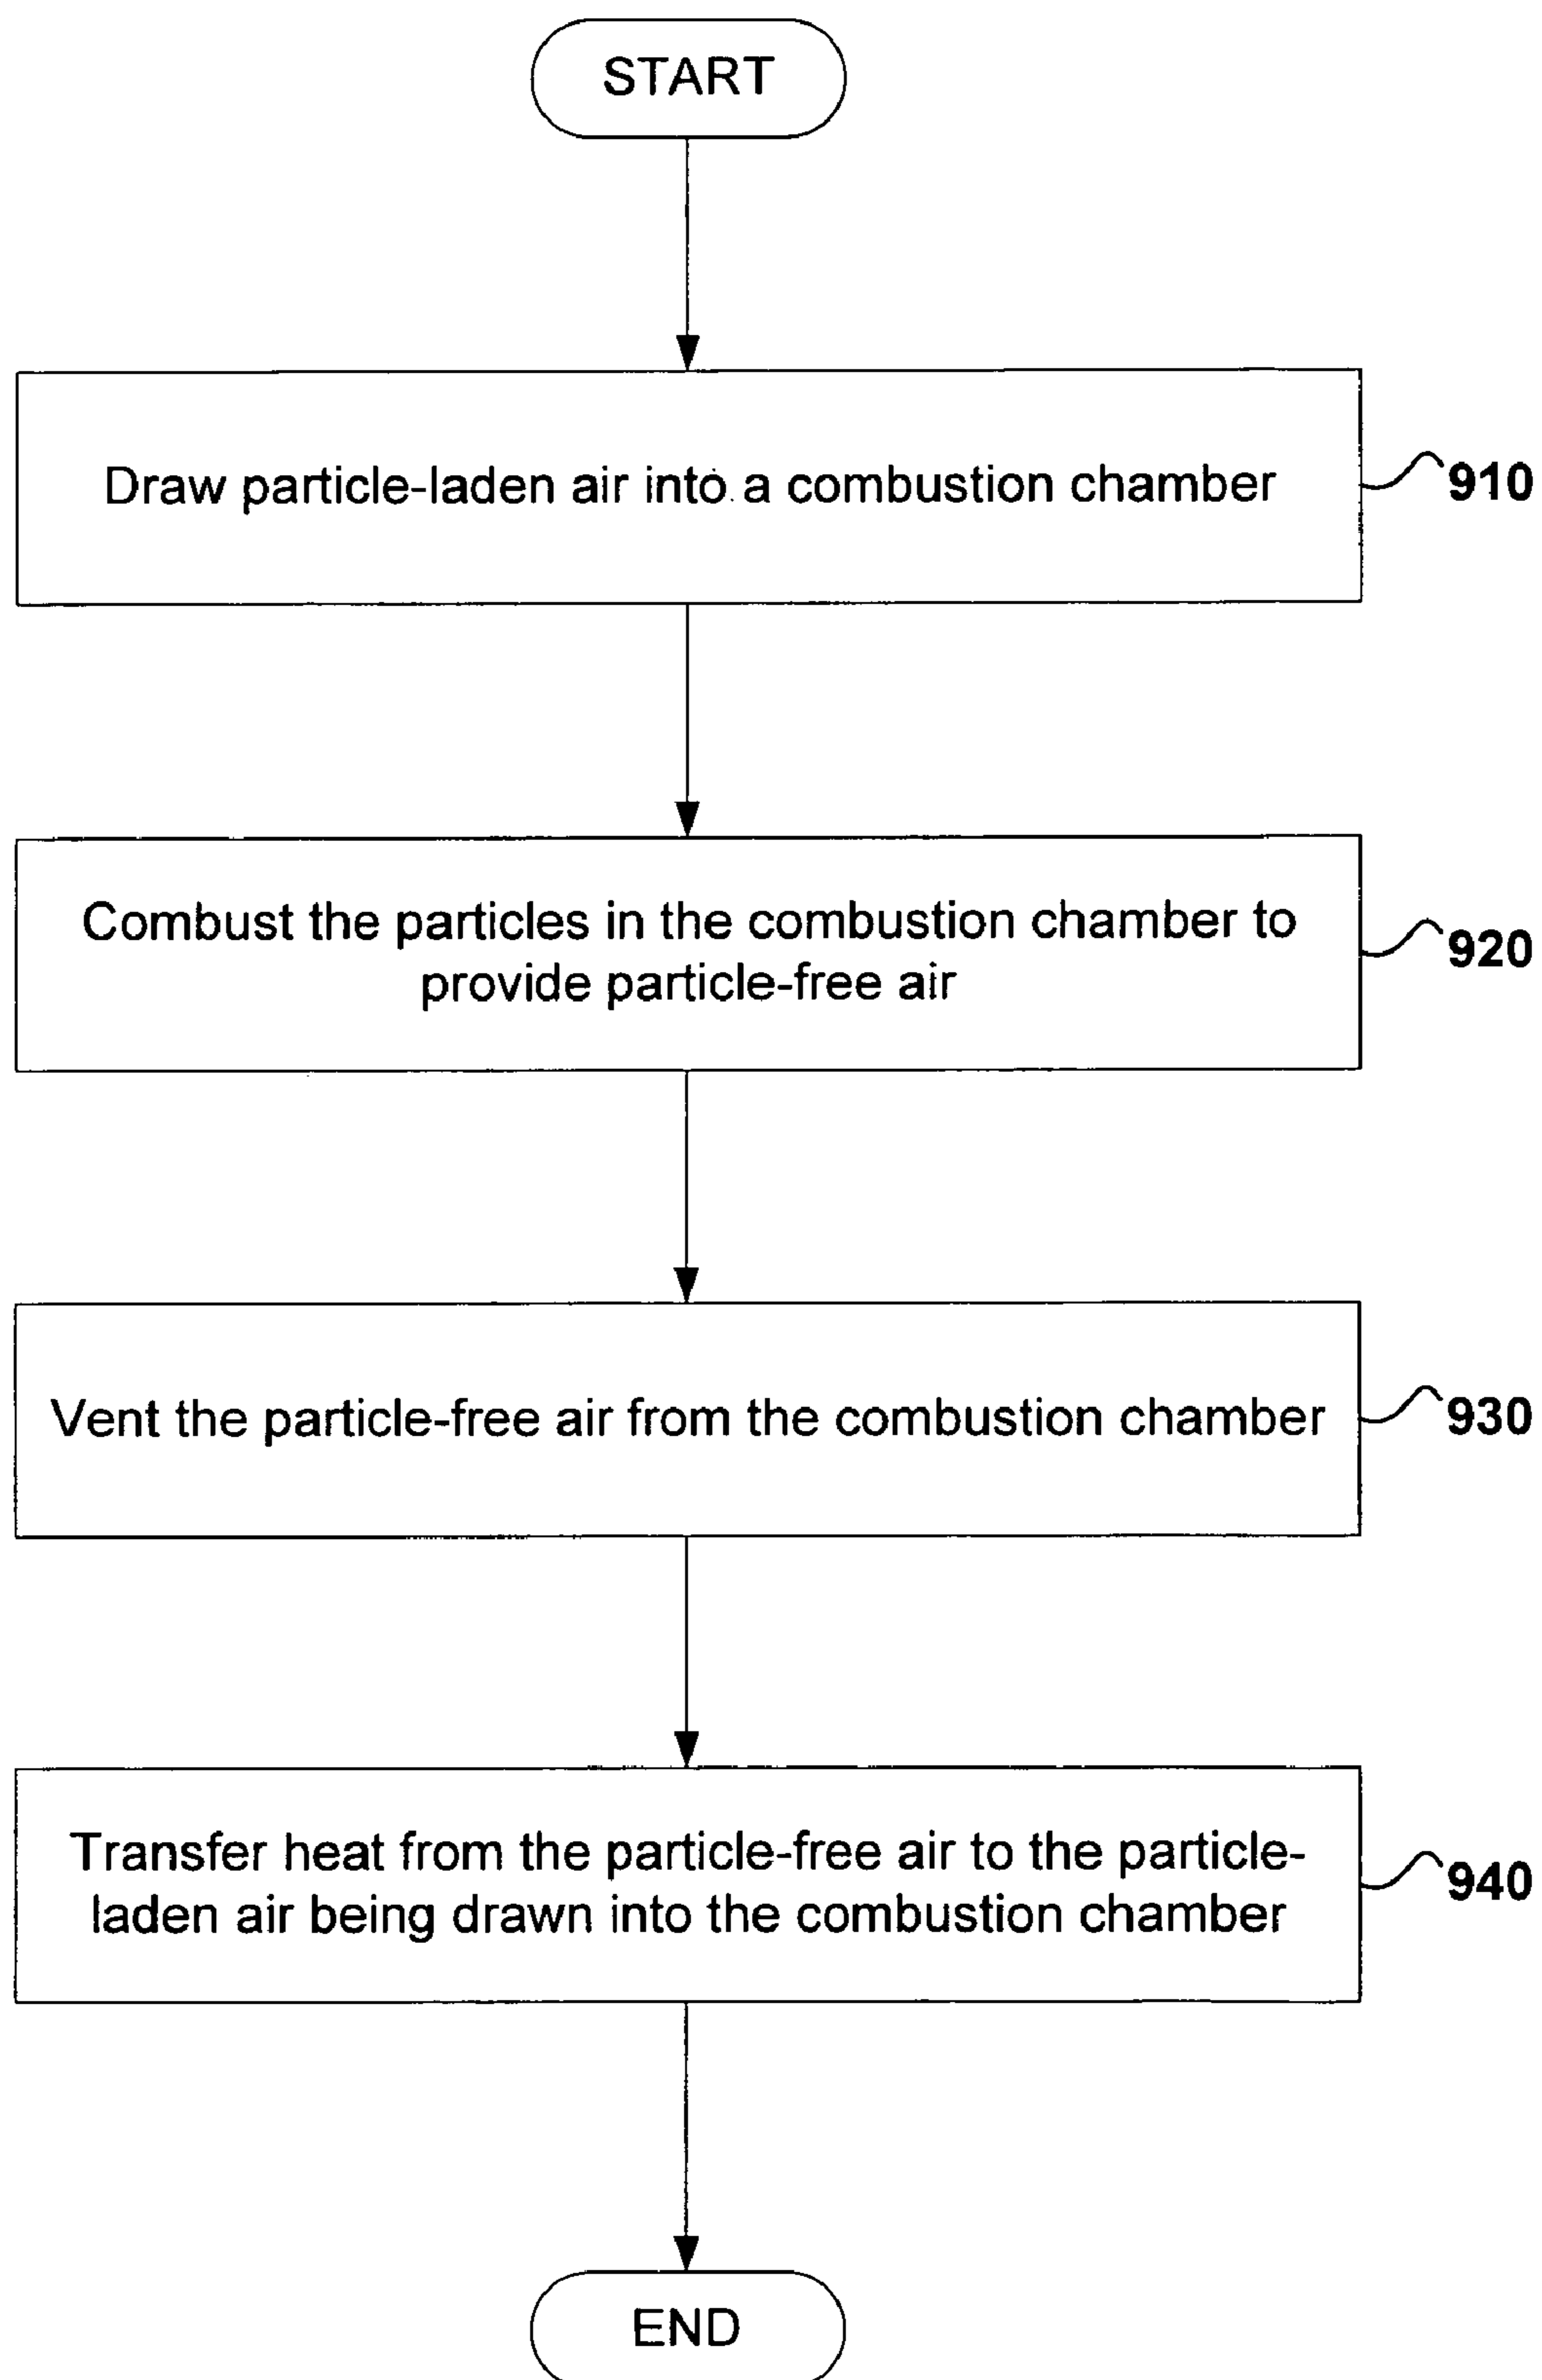 START
Draw particle-laden air into a combustion chamber
910
Combust the particles in the combustion chamber to
provide particle-free air
920
Vent the particle-free air from the combustion chamber
930
Transfer heat from the particle-free air to the particle-
laden air being drawn into the combustion chamber
940
END